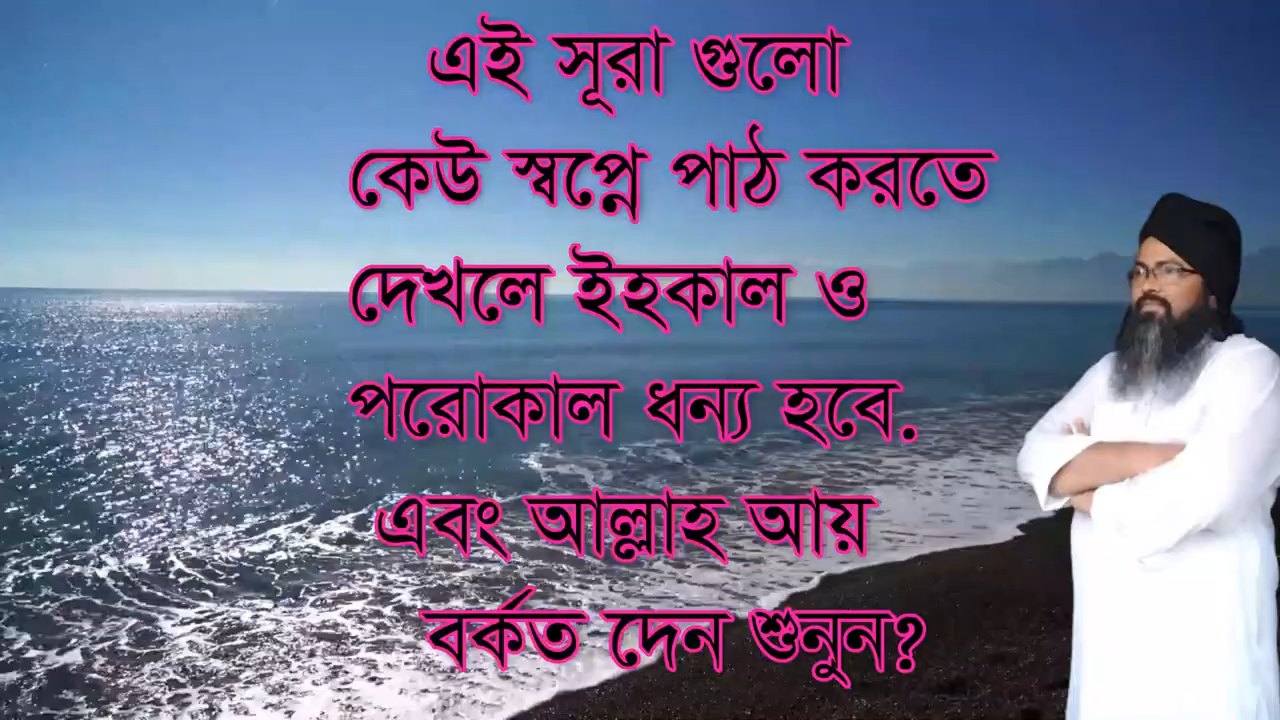 এই সূরা গুলো
কেউ স্বপ্নে পাঠ করতে
দেখলে ইহকাল ও
পরোকাল ধন্য হবে.
এবং আল্লাহ আয়
বর্কত দেন শুনুন?